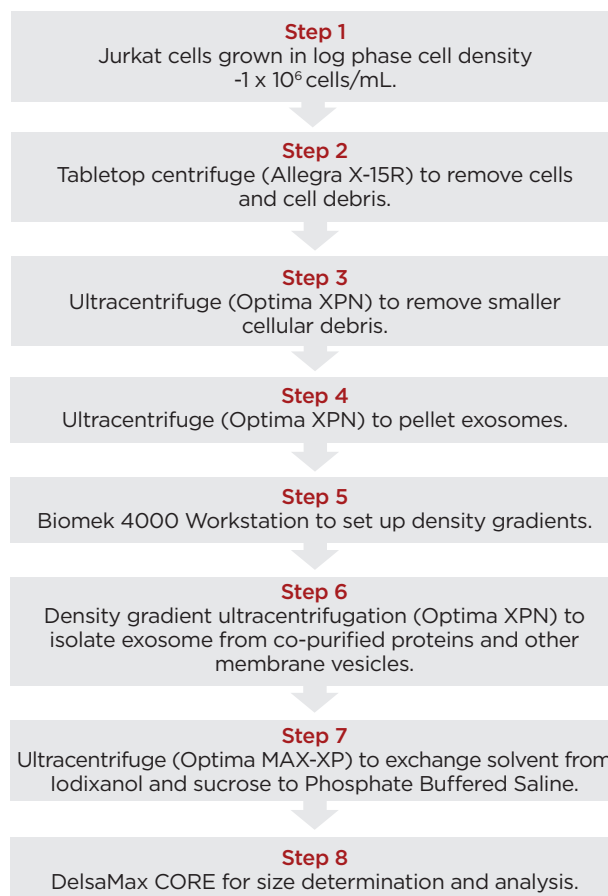 Step 1
Jurkat cells grown in log phase cell density
-1 x 10⁶ cells/mL.
Step 2
Tabletop centrifuge (Allegra X-15R) to remove cells
and cell debris.
Step 3
Ultracentrifuge (Optima XPN) to remove smaller
cellular debris.
Step 4
Ultracentrifuge (Optima XPN) to pellet exosomes.
Step 5
Biomek 4000 Workstation to set up density gradients.
Step 6
Density gradient ultracentrifugation (Optima XPN) to
isolate exosome from co-purified proteins and other
membrane vesicles.
Step 7
Ultracentrifuge (Optima MAX-XP) to exchange solvent from
Iodixanol and sucrose to Phosphate Buffered Saline.
Step 8
DelsaMax CORE for size determination and analysis.